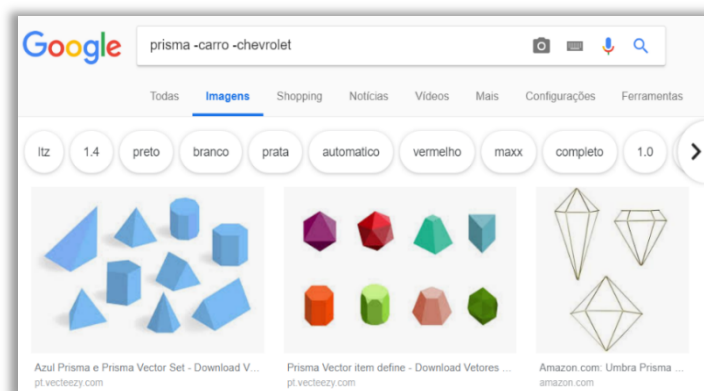 Google
prisma -carro -chevrolet
Todas Imagens Shopping Notícias Vídeos Mais Configurações Ferramentas
ltz 1.4 preto branco prata automatico vermelho maxx completo 1.0
Azul Prisma e Prisma Vector Set - Download V... Prisma Vector item define - Download Vetores ... Amazon.com: Umbra Prisma ...
pt.vecteezy.com pt.vecteezy.com amazon.com